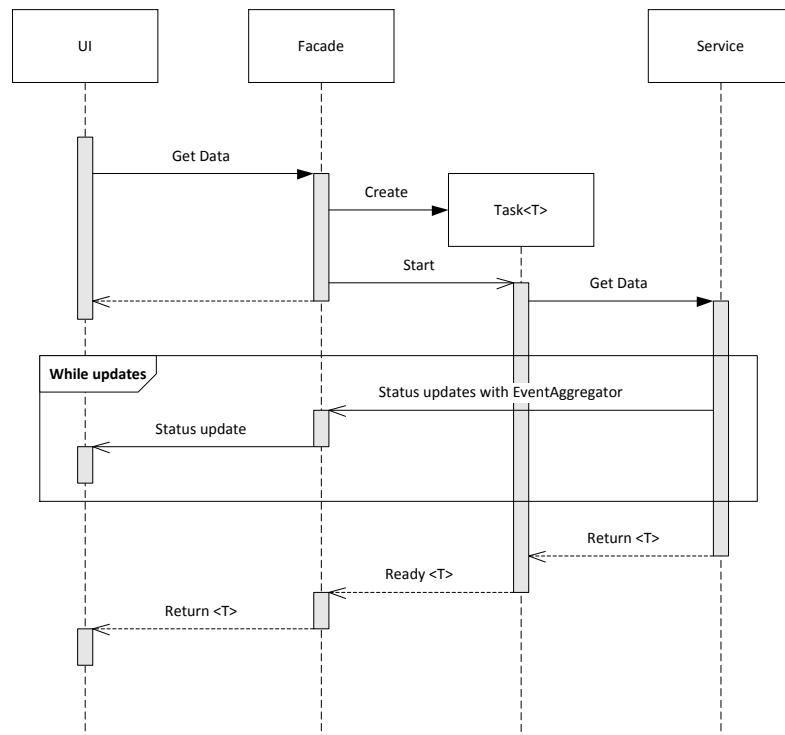 UI
Facade
Service
Get Data
Create
Task<T>
Start
Get Data
While updates
Status updates with EventAggregator
Status update
Return <T>
Ready <T>
Return <T>